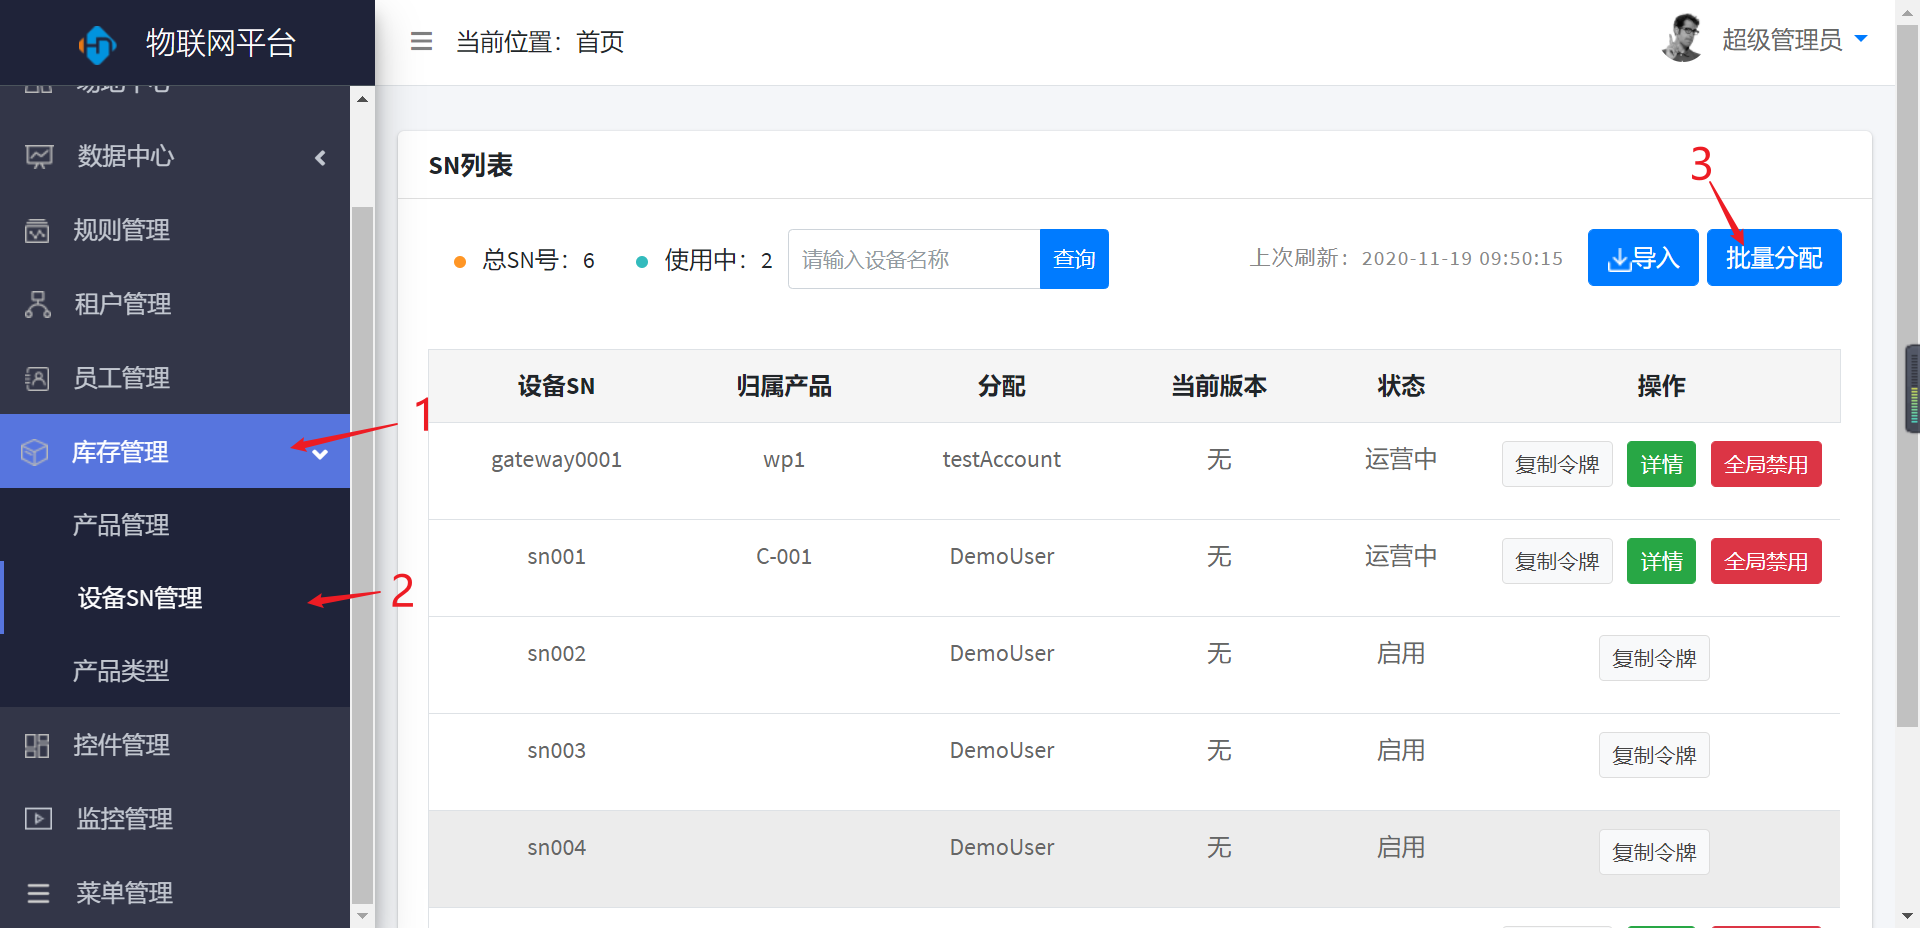 物联网平台
当前位置：首页
超级管理员
数据中心
规则管理
租户管理
员工管理
库存管理
产品管理
设备SN管理
产品类型
控件管理
监控管理
菜单管理
1
2
3
SN列表
总SN号：6
使用中：2
请输入设备名称
查询
上次刷新：2020-11-19 09:50:15
导入
批量分配
设备SN 归属产品 分配 当前版本 状态 操作
gateway0001 wp1 testAccount 无 运营中 复制令牌 详情 全局禁用
sn001 C-001 DemoUser 无 运营中 复制令牌 详情 全局禁用
sn002 DemoUser 无 启用 复制令牌
sn003 DemoUser 无 启用 复制令牌
sn004 DemoUser 无 启用 复制令牌